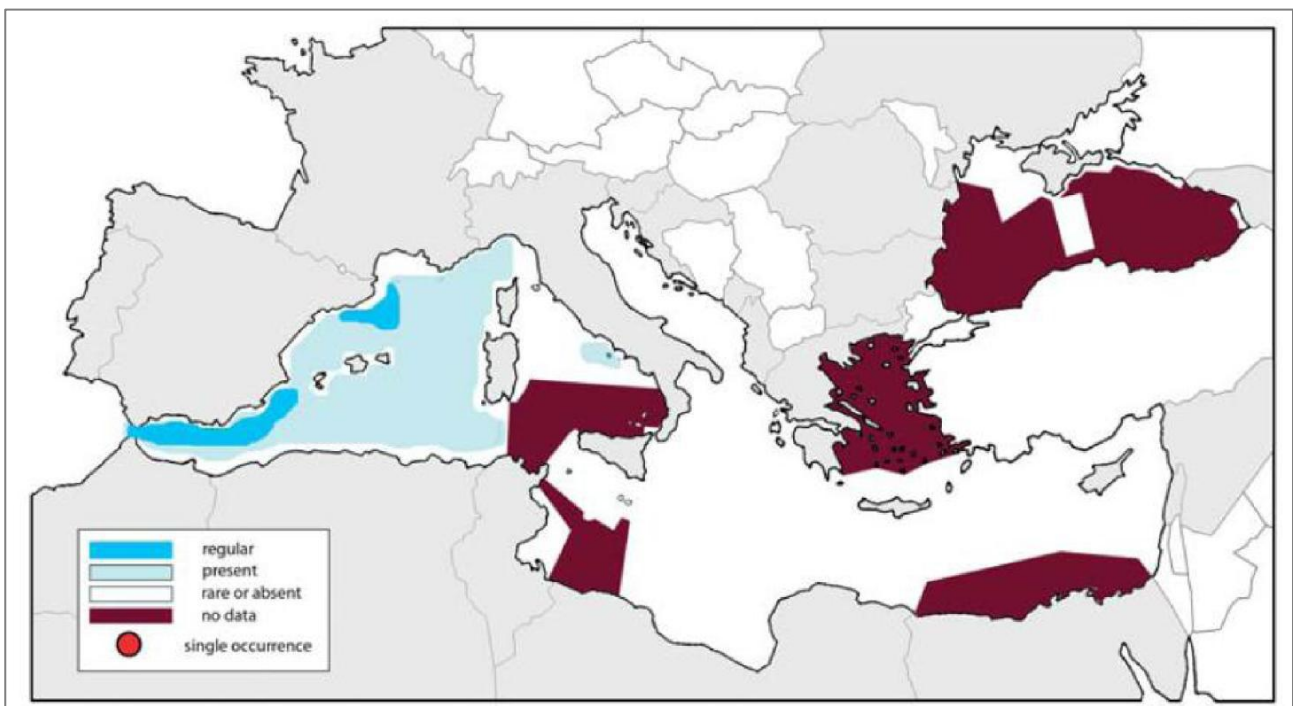 regular
present
rare or absent
no data
single occurrence